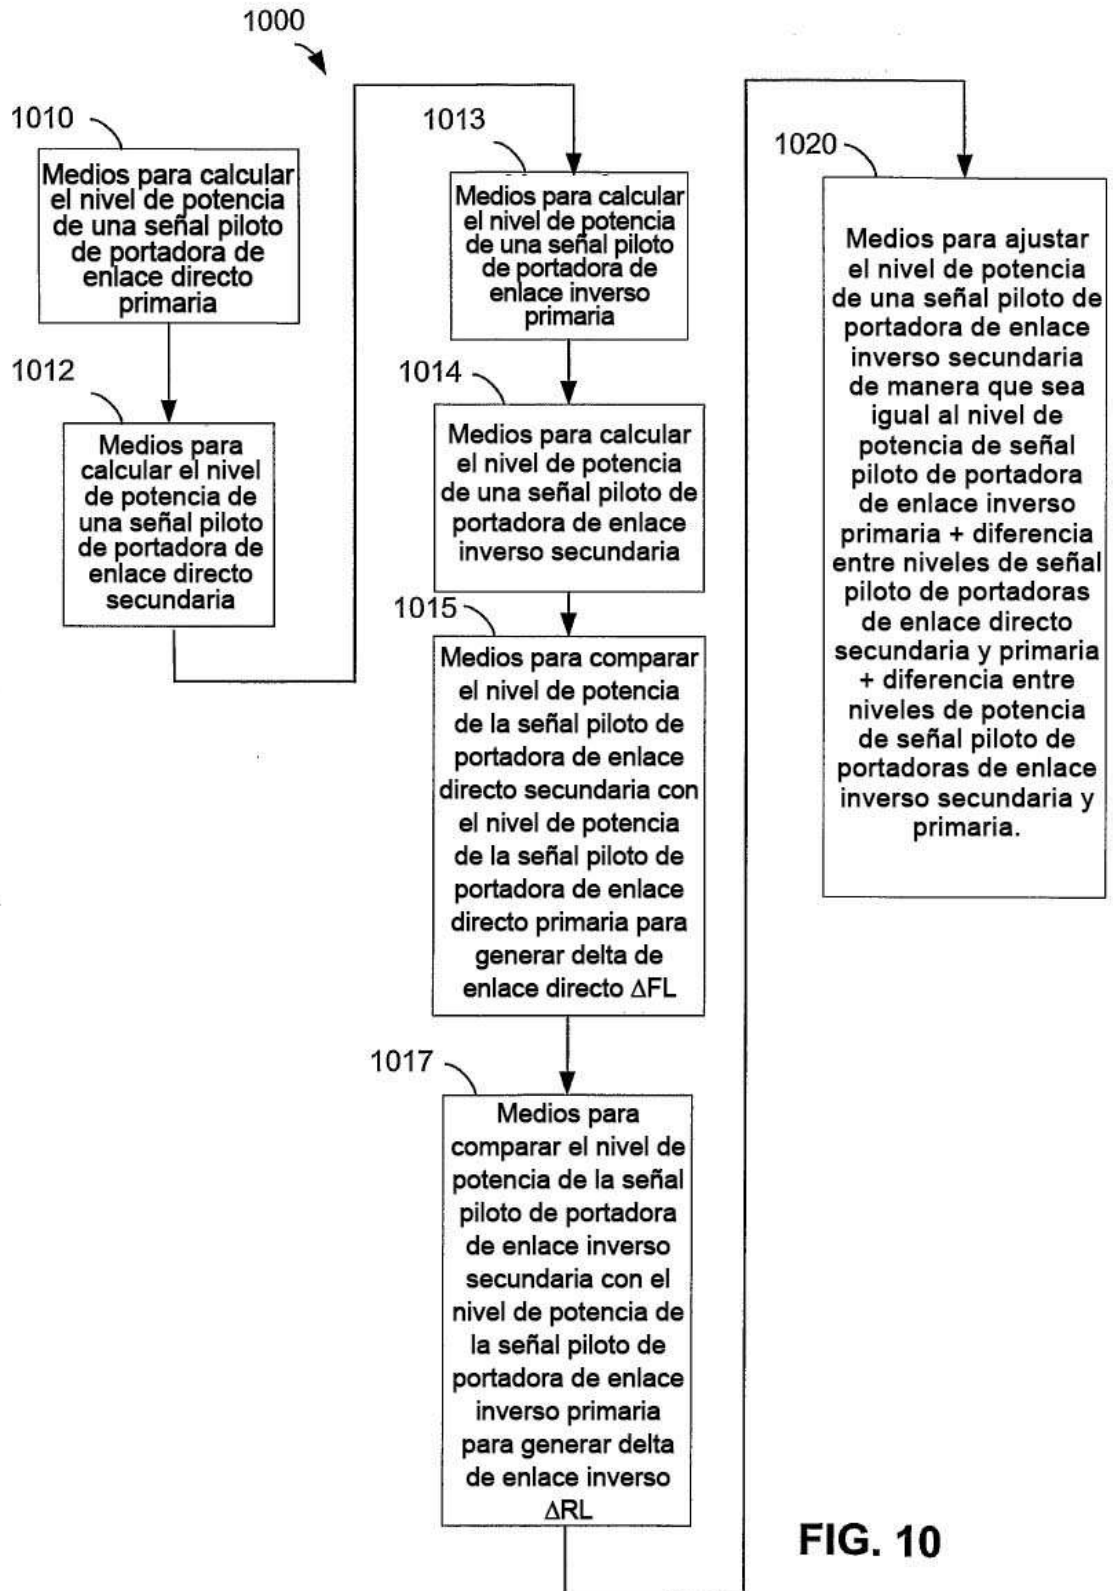 1000
1010
Medios para calcular
el nivel de potencia
de una señal piloto
de portadora de
enlace directo
primaria
1012
Medios para
calcular el nivel
de potencia de
una señal piloto
de portadora de
enlace directo
secundaria
1013
Medios para calcular
el nivel de potencia
de una señal piloto
de portadora de
enlace inverso
primaria
1014
Medios para calcular
el nivel de potencia
de una señal piloto de
portadora de enlace
inverso secundaria
1015
Medios para comparar
el nivel de potencia
de la señal piloto de
portadora de enlace
directo secundaria con
el nivel de potencia
de la señal piloto de
portadora de enlace
directo primaria para
generar delta de
enlace directo ΔFL
1017
Medios para
comparar el nivel de
potencia de la señal
piloto de portadora
de enlace inverso
secundaria con el
nivel de potencia de
la señal piloto de
portadora de enlace
inverso primaria
para generar delta
de enlace inverso
ΔRL
1020
Medios para ajustar
el nivel de potencia
de una señal piloto de
portadora de enlace
inverso secundaria
de manera que sea
igual al nivel de
potencia de señal
piloto de portadora
de enlace inverso
primaria + diferencia
entre niveles de señal
piloto de portadoras
de enlace directo
secundaria y primaria
+ diferencia entre
niveles de potencia
de señal piloto de
portadoras de enlace
inverso secundaria y
primaria.
FIG. 10